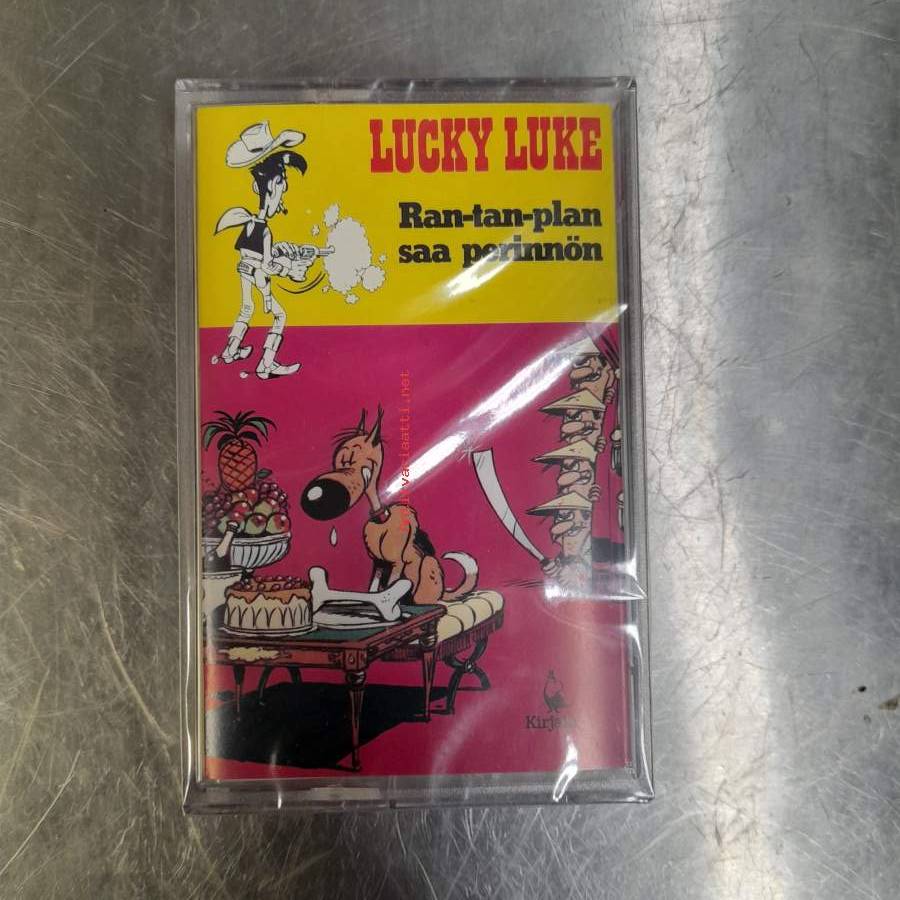 LUCKY LUKE
Ran-tan-plan
saa perinnön